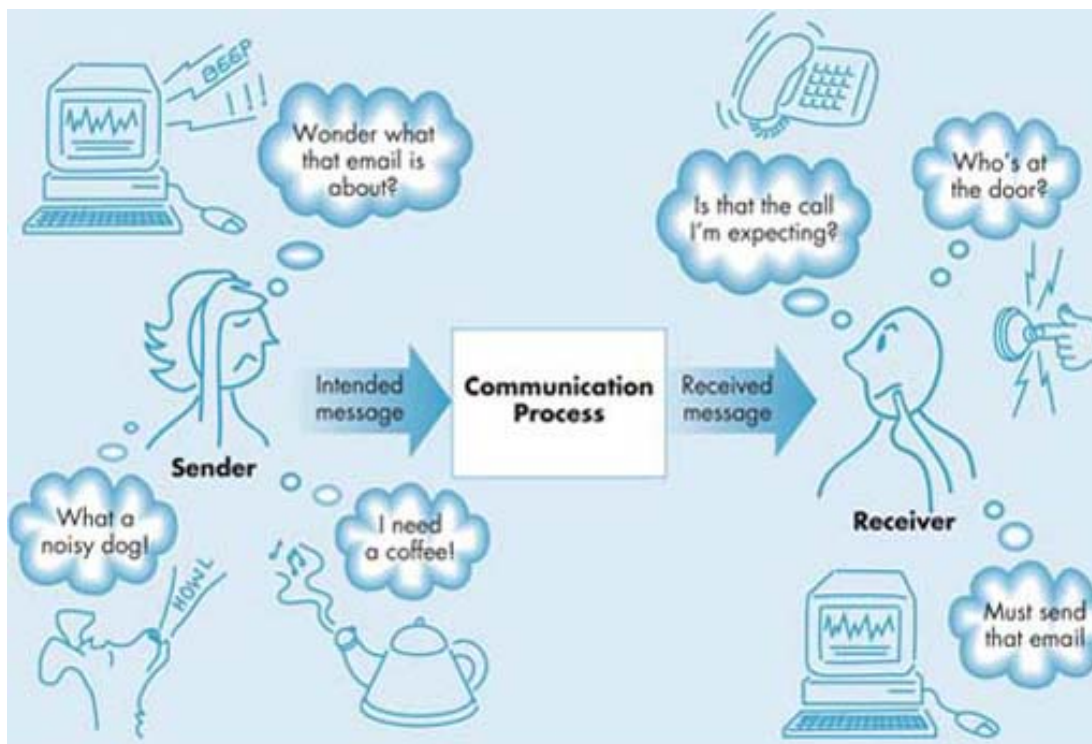 BEEP
!!!
Wonder what
that email is
about?
Is that the call
I'm expecting?
Who's at
the door?
Intended
message
Communication
Process
Received
message
Sender
Receiver
What a
noisy dog!
HOWL
I need
a coffee!
Must send
that email